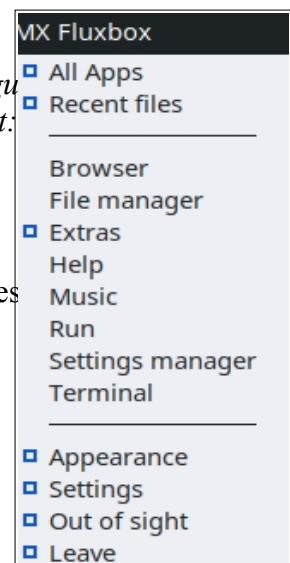 MX Fluxbox
All Apps
Recent files
Browser
File manager
Extras
Help
Music
Run
Settings manager
Terminal
Appearance
Settings
Out of sight
Leave